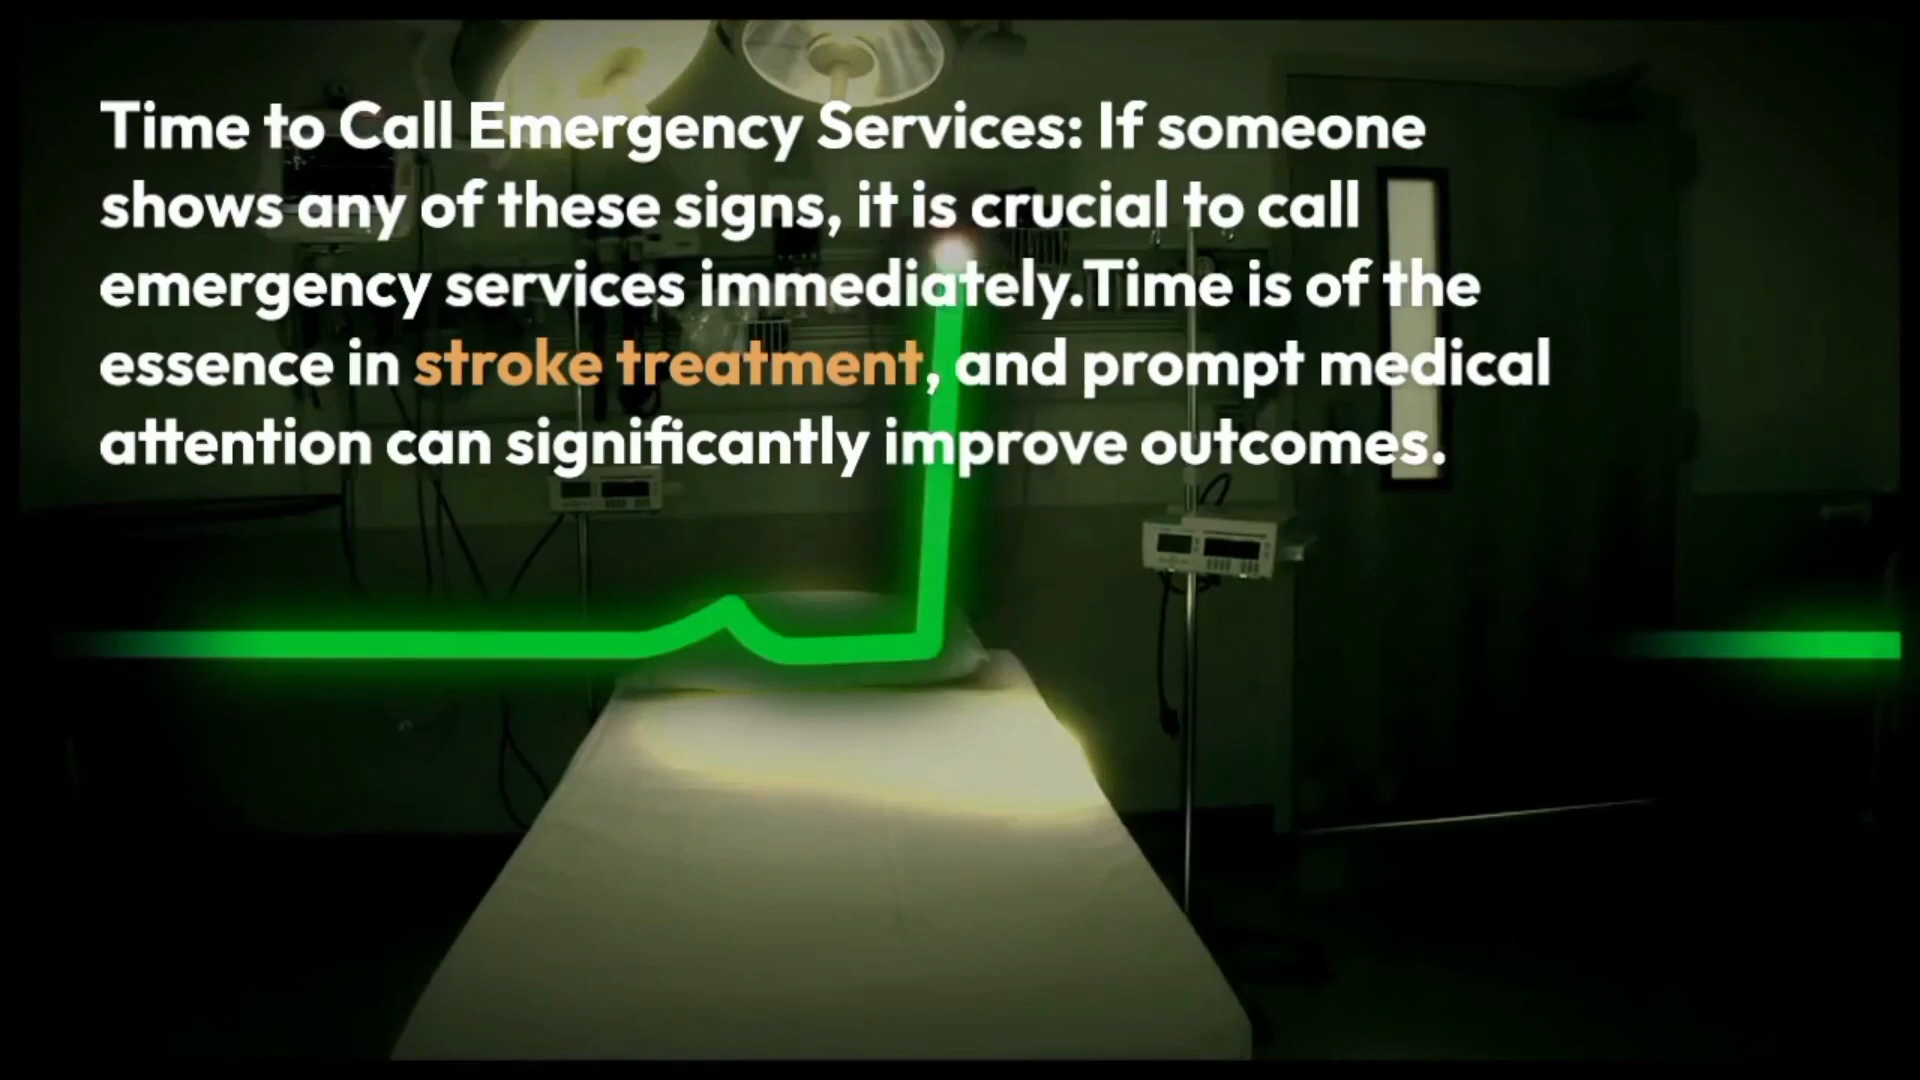 Time to Call Emergency Services: If someone
shows any of these signs, it is crucial to call
emergency services immediately.Time is of the
essence in stroke treatment, and prompt medical
attention can significantly improve outcomes.